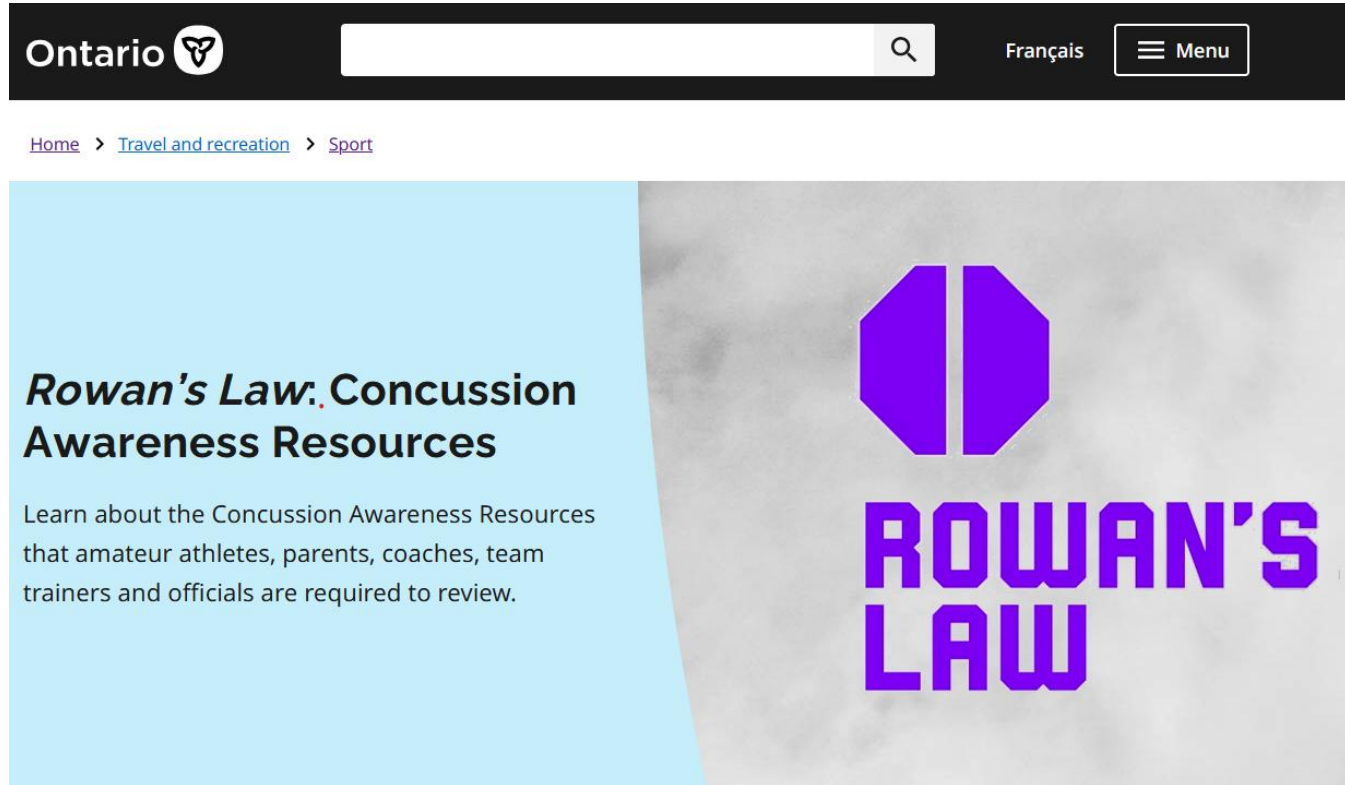 Ontario
Français
Menu
Home > Travel and recreation > Sport
Rowan's Law: Concussion
Awareness Resources
Learn about the Concussion Awareness Resources
that amateur athletes, parents, coaches, team
trainers and officials are required to review.
ROWAN'S
LAW